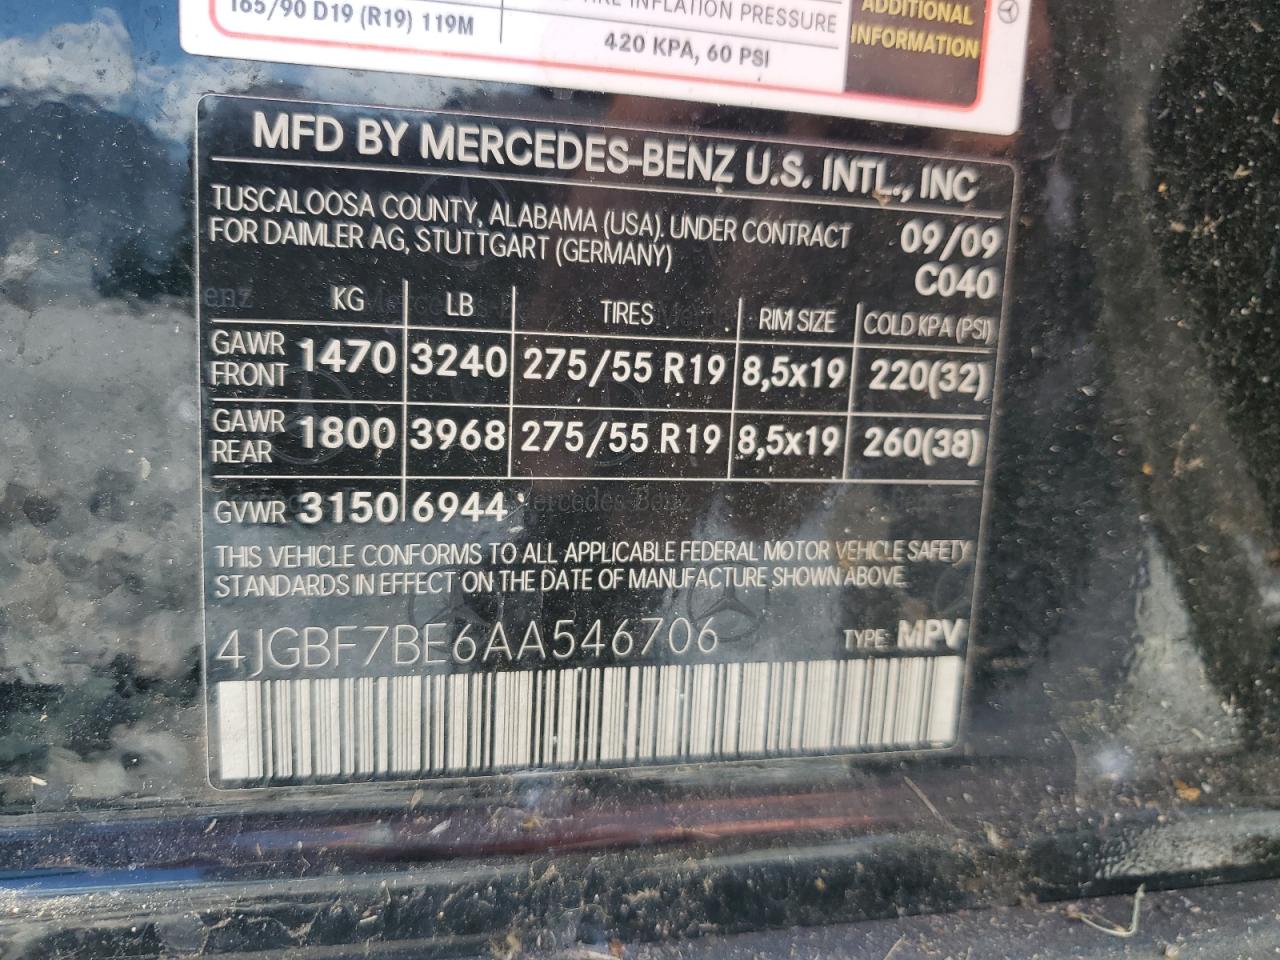 165/90 D19 (R19) 119M
INFLATION PRESSURE
420 KPA, 60 PSI
ADDITIONAL
INFORMATION
MFD BY MERCEDES-BENZ U.S. INTL., INC
TUSCALOOSA COUNTY, ALABAMA (USA). UNDER CONTRACT
FOR DAIMLER AG, STUTTGART (GERMANY)
09/09
C040
KG LB TIRES RIM SIZE COLD KPA (PSI)
GAWR FRONT 1470 3240 275/55 R19 8,5x19 220(32)
GAWR REAR 1800 3968 275/55 R19 8,5x19 260(38)
GVWR 3150 6944
THIS VEHICLE CONFORMS TO ALL APPLICABLE FEDERAL MOTOR VEHICLE SAFETY
STANDARDS IN EFFECT ON THE DATE OF MANUFACTURE SHOWN ABOVE.
4JGBF7BE6AA546706 TYPE: MPV